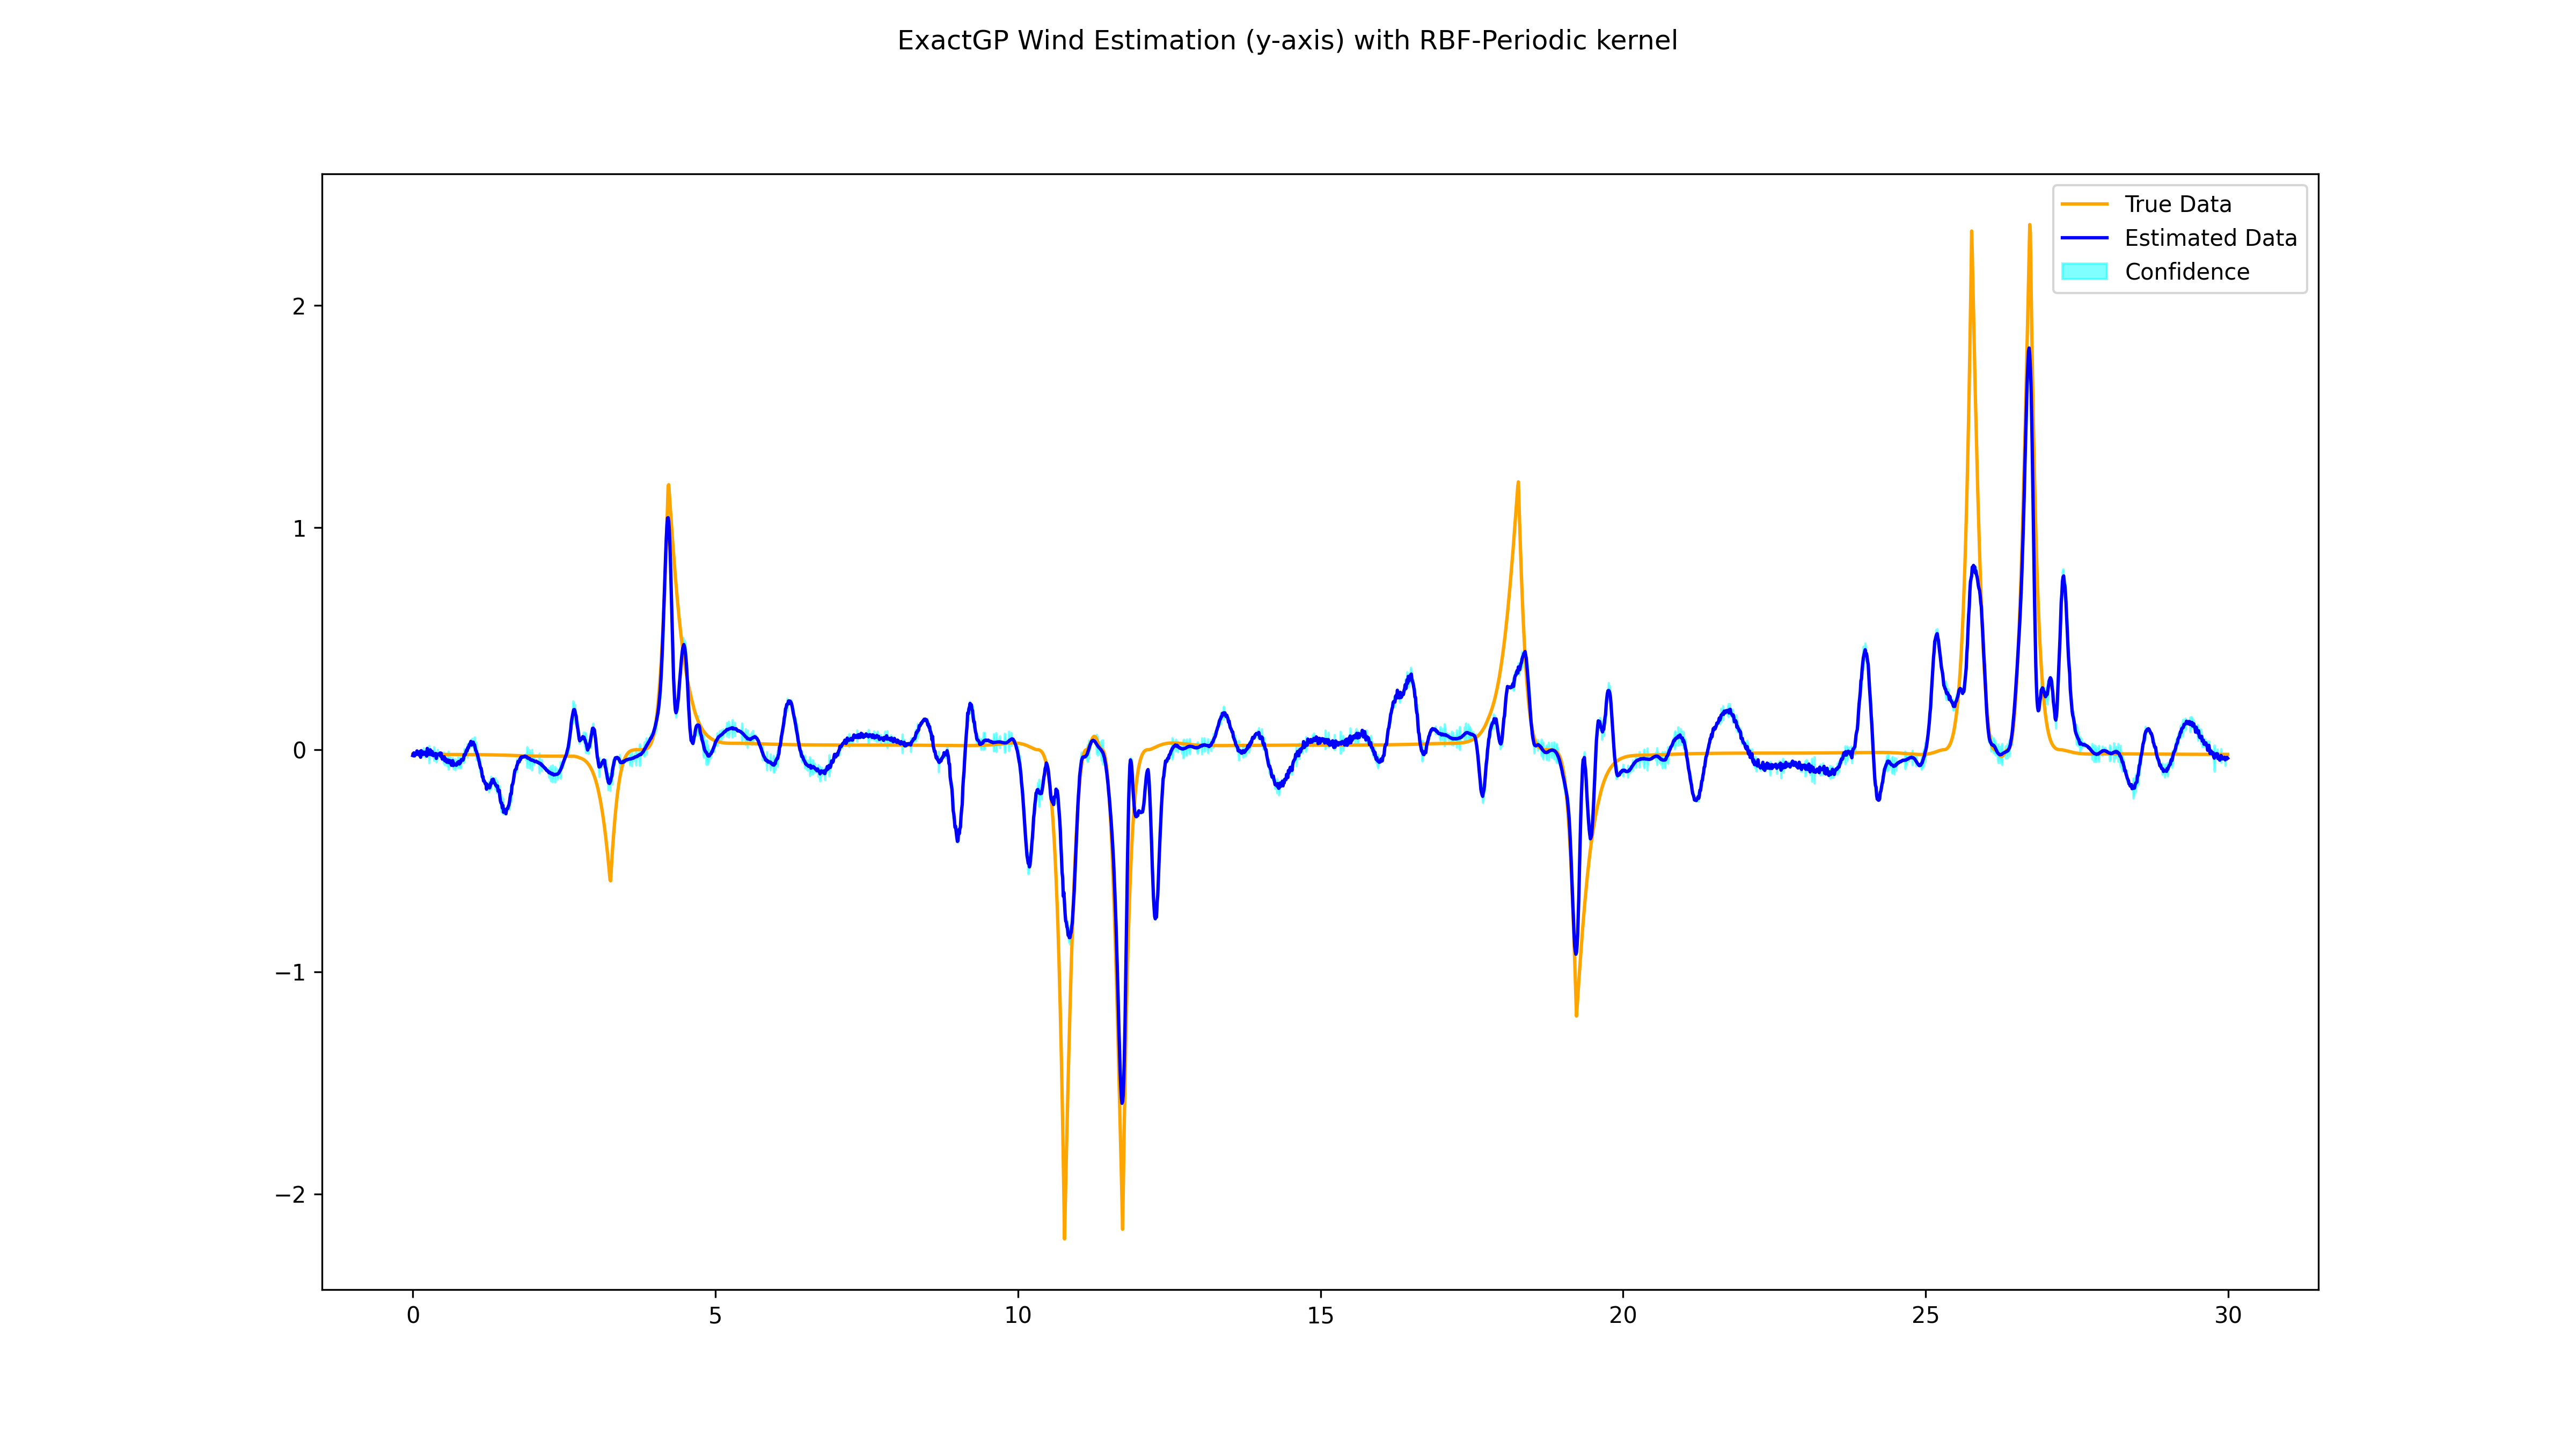 ExactGP Wind Estimation (y-axis) with RBF-Periodic kernel
True Data
Estimated Data
Confidence
2
1
0
−1
−2
0 5 10 15 20 25 30